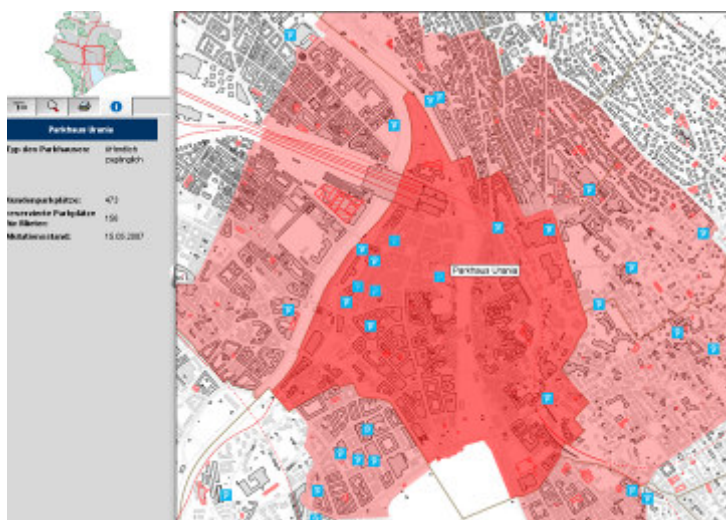 Parkhaus Urania
Typ des Parkhauses: öffentlich
zugänglich
Kundenparkplätze: 473
reservierte Parkplätze
für Mieter:
Mutationsstand: 15.05.2007
Parkhaus Urania